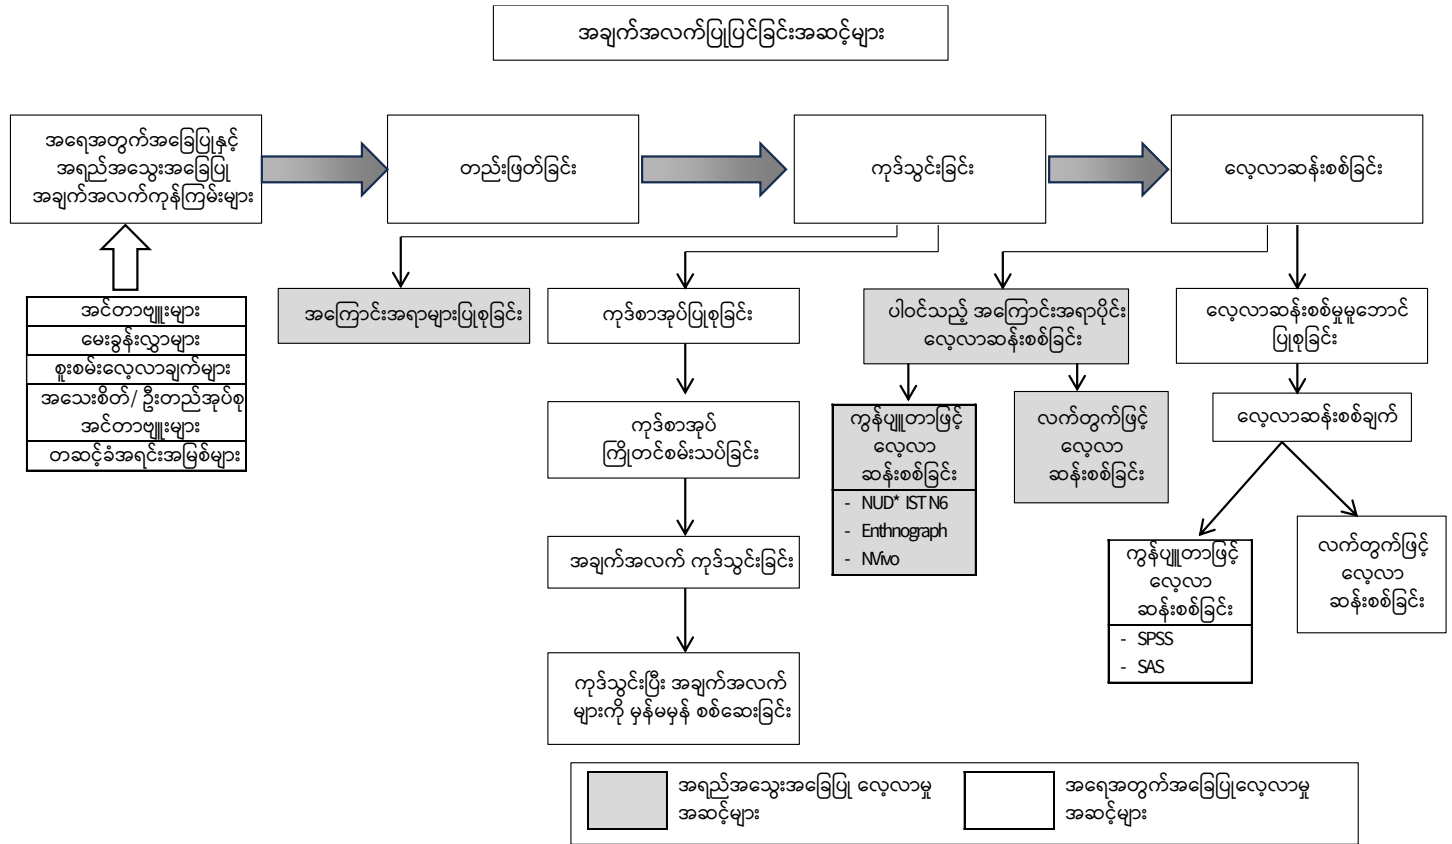 အချက်အလက်ပြုပြင်ခြင်းအဆင့်များ
အရေအတွက်အခြေပြုနှင့်
အရည်အသွေးအခြေပြု
အချက်အလက်ကုန်ကြမ်းများ
တည်းဖြတ်ခြင်း
ကုဒ်သွင်းခြင်း
လေ့လာဆန်းစစ်ခြင်း
အင်တာဗျူးများ
မေးခွန်းလွှာများ
စူးစမ်းလေ့လာချက်များ
အသေးစိတ်/ ဦးတည်အုပ်စု
အင်တာဗျူးများ
တဆင့်ခံအရင်းအမြစ်များ
အကြောင်းအရာများပြုစုခြင်း
ကုဒ်စာအုပ်ပြုစုခြင်း
ကုဒ်စာအုပ်
ကြိုတင်စမ်းသပ်ခြင်း
အချက်အလက် ကုဒ်သွင်းခြင်း
ကုဒ်သွင်းပြီး အချက်အလက်
များကို မှန်မမှန် စစ်ဆေးခြင်း
ပါဝင်သည့် အကြောင်းအရာပိုင်း
လေ့လာဆန်းစစ်ခြင်း
ကွန်ပျူတာဖြင့်
လေ့လာ
ဆန်းစစ်ခြင်း
- NUD* IST N6
- Enthnograph
- NVivo
လက်တွက်ဖြင့်
လေ့လာ
ဆန်းစစ်ခြင်း
လေ့လာဆန်းစစ်မှုမူဘောင်
ပြုစုခြင်း
လေ့လာဆန်းစစ်ချက်
ကွန်ပျူတာဖြင့်
လေ့လာ
ဆန်းစစ်ခြင်း
- SPSS
- SAS
လက်တွက်ဖြင့်
လေ့လာ
ဆန်းစစ်ခြင်း
အရည်အသွေးအခြေပြု လေ့လာမှု
အဆင့်များ
အရေအတွက်အခြေပြုလေ့လာမှု
အဆင့်များ